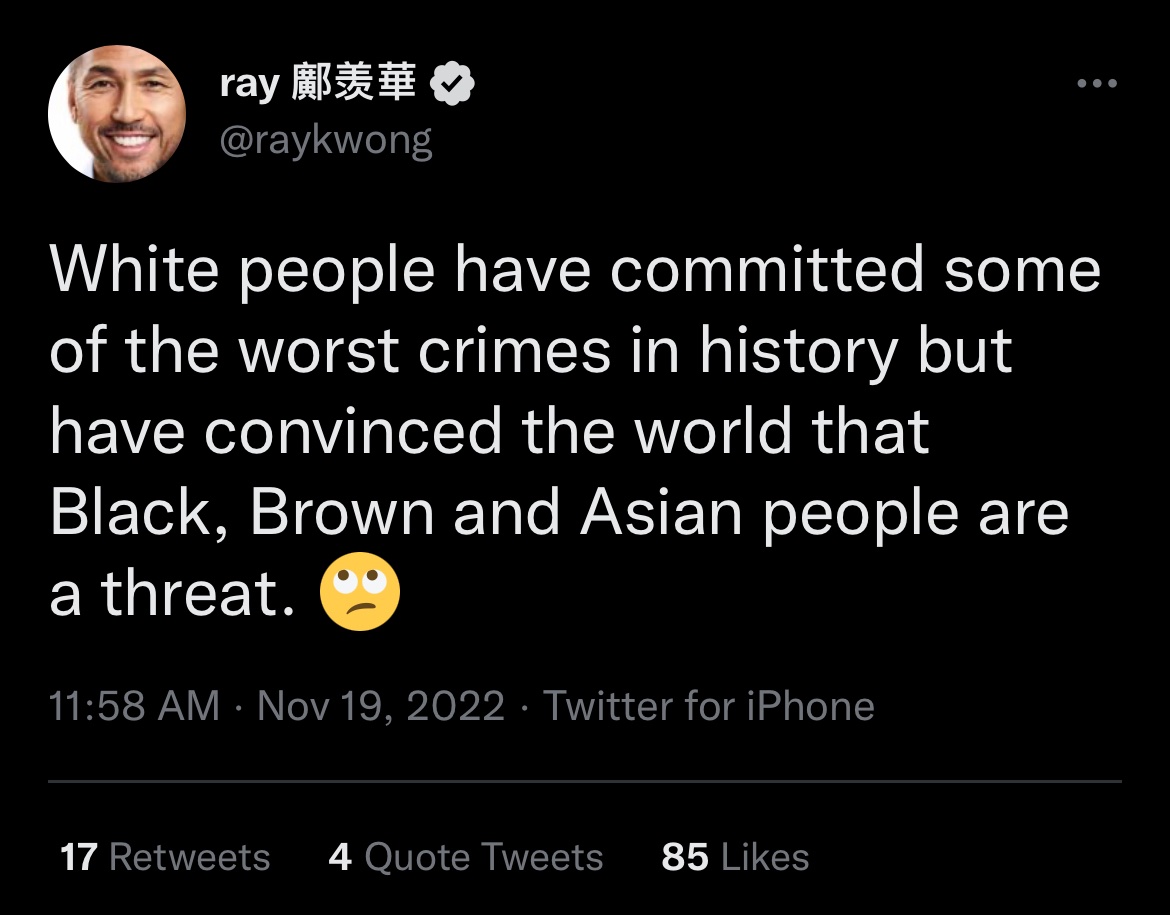 ray 鄺羨華
@raykwong
White people have committed some
of the worst crimes in history but
have convinced the world that
Black, Brown and Asian people are
a threat. 🙄
11:58 AM · Nov 19, 2022 · Twitter for iPhone
17 Retweets 4 Quote Tweets 85 Likes